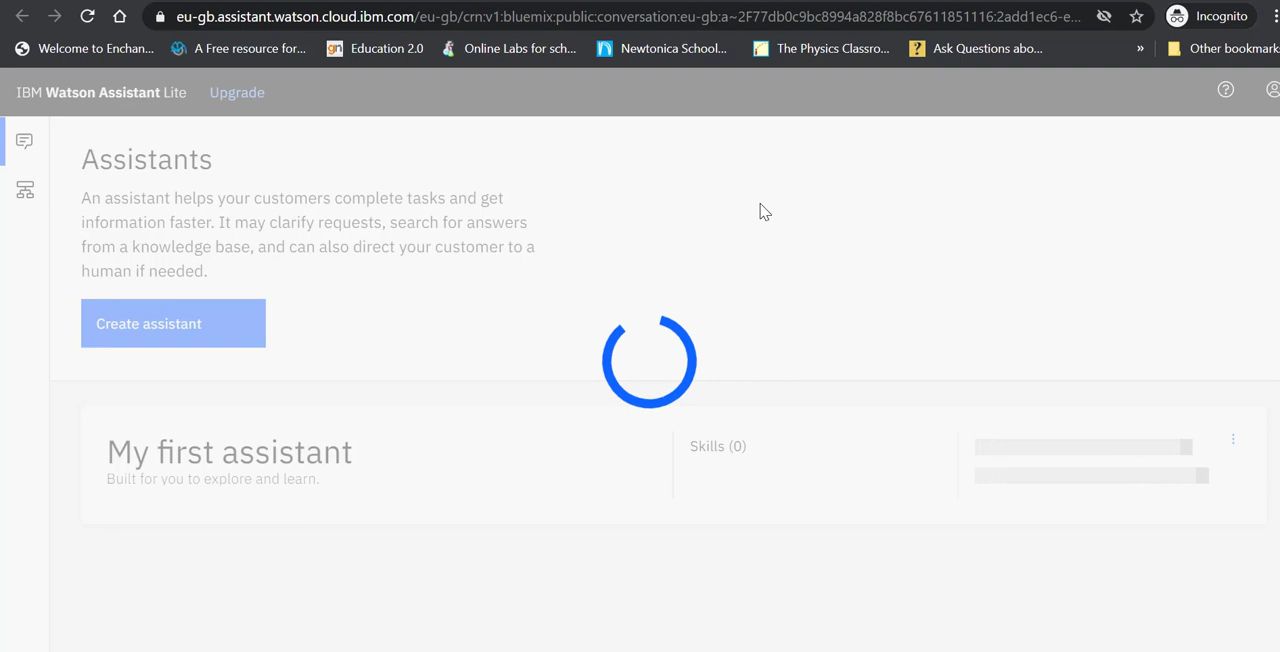 eu-gb.assistant.watson.cloud.ibm.com/eu-gb/crn:v1:bluemix:public:conversation:eu-gb:a~2F77db0c9bc8994a828f8bc67611851116:2add1ec6-e...
Incognito
Welcome to Enchan...
A Free resource for...
gn Education 2.0
Online Labs for sch...
Newtonica School...
The Physics Classro...
? Ask Questions abo...
»
Other bookmark
IBM Watson Assistant Lite
Upgrade
?
Assistants
An assistant helps your customers complete tasks and get
information faster. It may clarify requests, search for answers
from a knowledge base, and can also direct your customer to a
human if needed.
Create assistant
My first assistant
Skills (0)
Built for you to explore and learn.